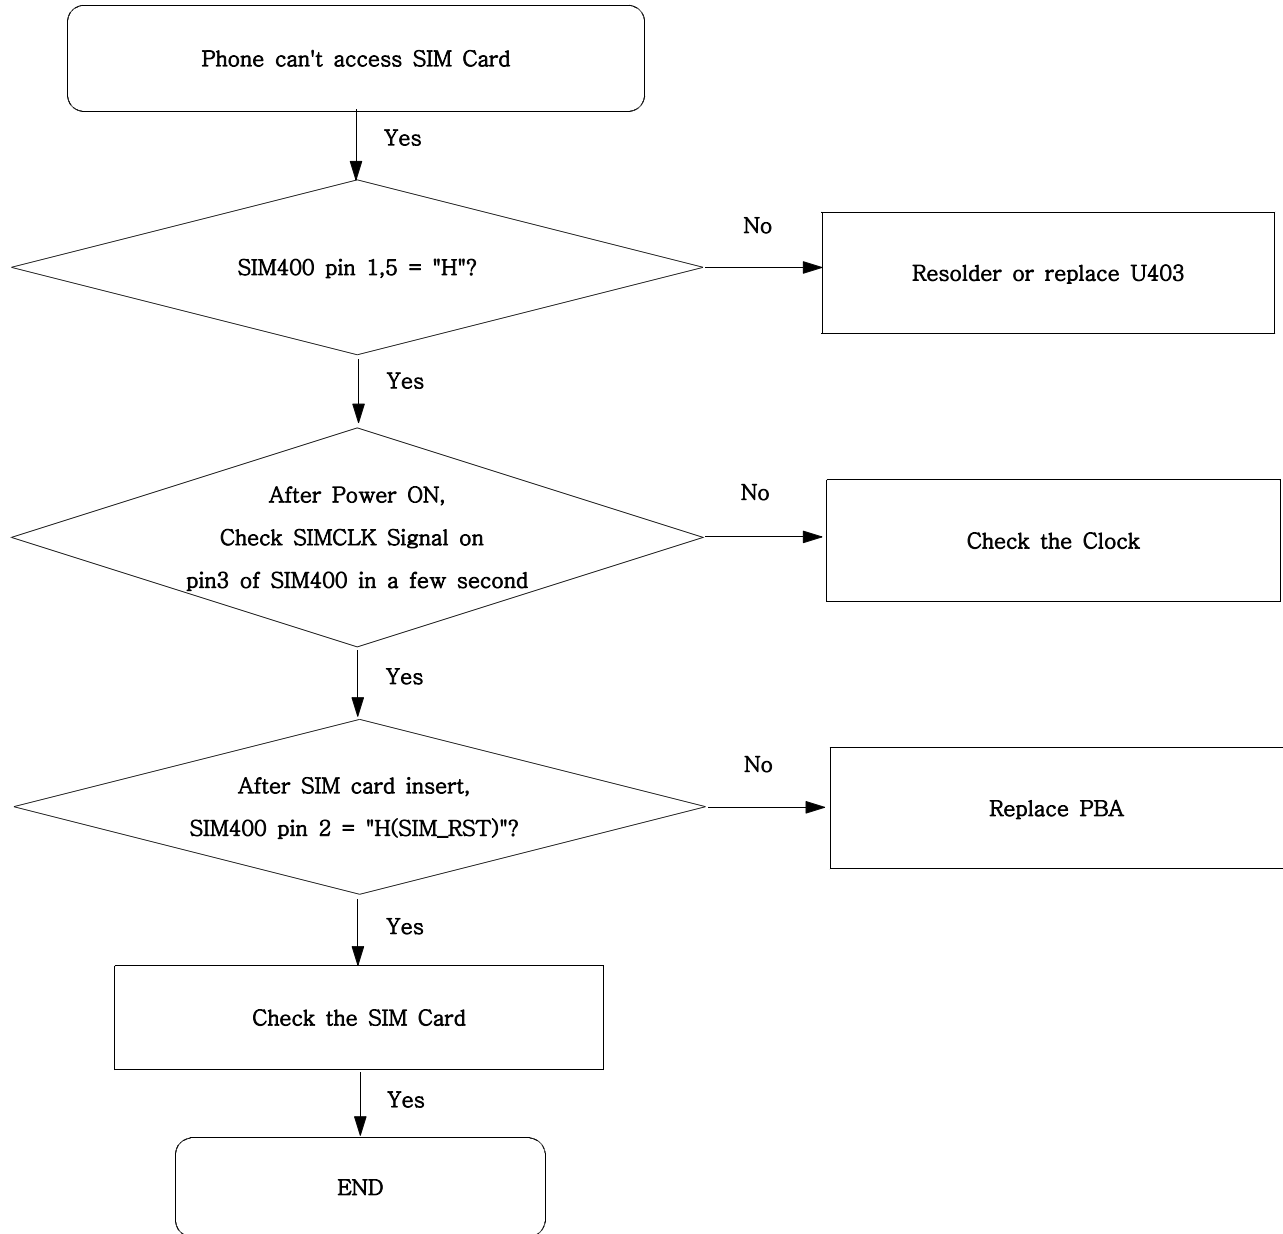 Phone can't access SIM Card
Yes
SIM400 pin 1,5 = "H"?
No
Resolder or replace U403
Yes
After Power ON,
Check SIMCLK Signal on
pin3 of SIM400 in a few second
No
Check the Clock
Yes
After SIM card insert,
SIM400 pin 2 = "H(SIM_RST)"?
No
Replace PBA
Yes
Check the SIM Card
Yes
END